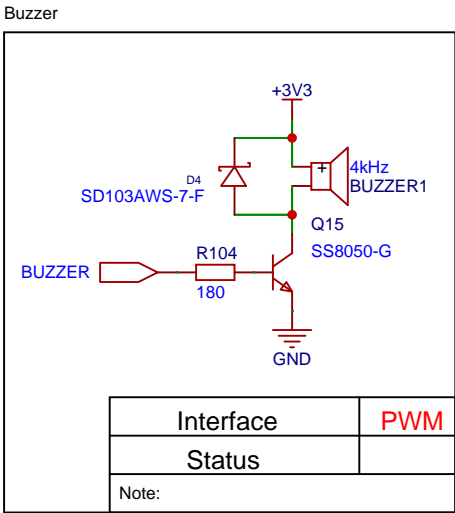 Buzzer
+3V3
4kHz
BUZZER1
D4
SD103AWS-7-F
Q15
SS8050-G
R104
BUZZER
180
GND
Interface PWM
Status
Note: